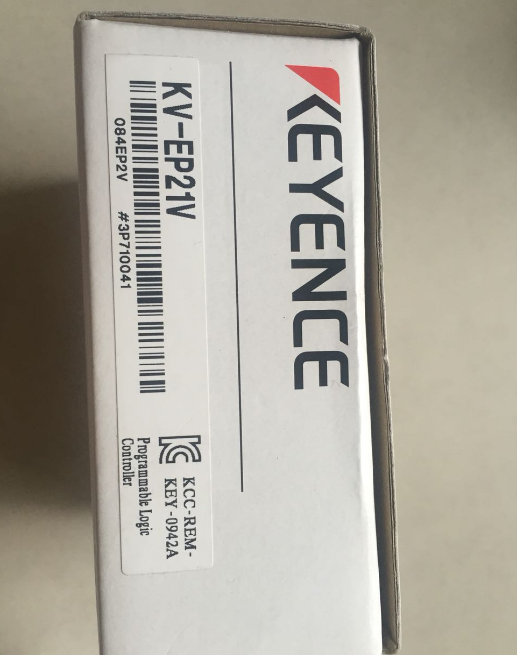 KEYENCE
KV-EP21V
084EP2V #3P710041
KCC-REM-
KEY-0942A
Programmable Logic
Controller